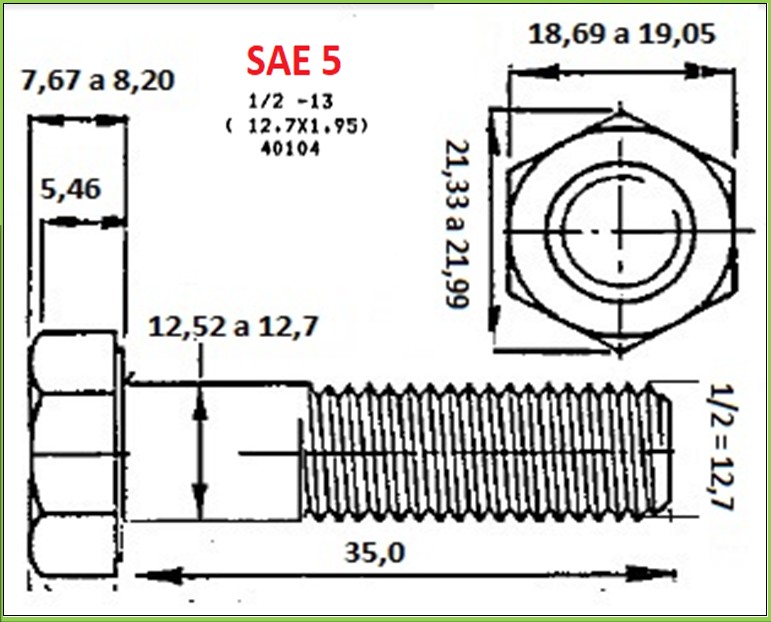 SAE 5
1/2 -13
( 12.7X1.95)
40104
7,67 a 8,20
5,46
12,52 a 12,7
18,69 a 19,05
21,33 a 21,99
1/2 = 12,7
35,0